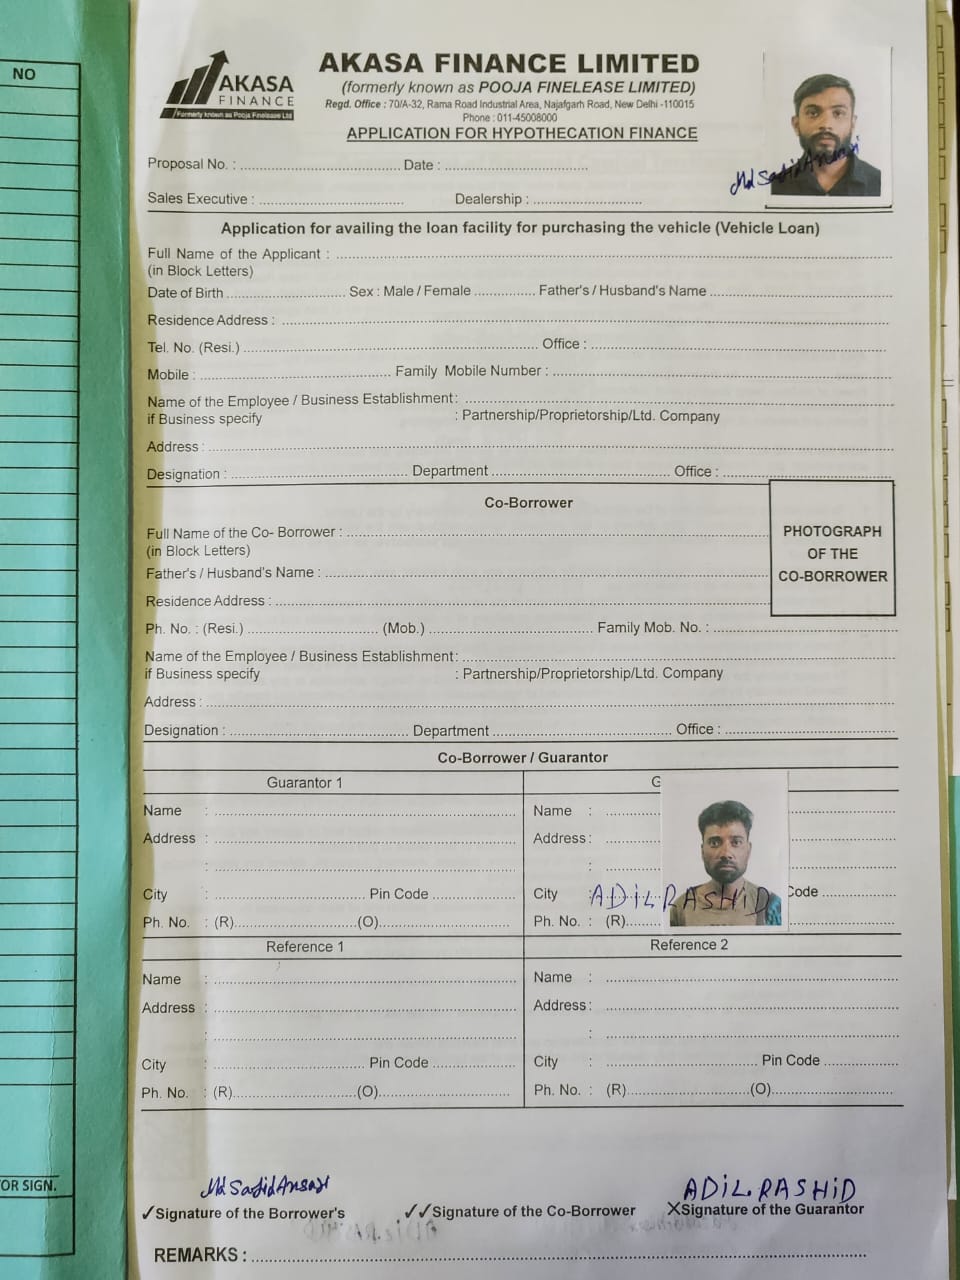 NO
AKASA
FINANCE
Formerly known as Pooja Finelease Ltd
AKASA FINANCE LIMITED
(formerly known as POOJA FINELEASE LIMITED)
Regd. Office : 70/A-32, Rama Road Industrial Area, Najafgarh Road, New Delhi -110015
Phone : 011-45008000
APPLICATION FOR HYPOTHECATION FINANCE
Md Sajid Ansari
Proposal No. : Date :
Sales Executive : Dealership :
Application for availing the loan facility for purchasing the vehicle (Vehicle Loan)
Full Name of the Applicant :
(in Block Letters)
Date of Birth Sex : Male / Female Father's / Husband's Name
Residence Address :
Tel. No. (Resi.) Office :
Mobile : Family Mobile Number :
Name of the Employee / Business Establishment :
if Business specify : Partnership/Proprietorship/Ltd. Company
Address :
Designation : Department Office :
Co-Borrower
Full Name of the Co- Borrower :
(in Block Letters)
PHOTOGRAPH
OF THE
CO-BORROWER
Father's / Husband's Name :
Residence Address :
Ph. No. : (Resi.) (Mob.) Family Mob. No. :
Name of the Employee / Business Establishment :
if Business specify : Partnership/Proprietorship/Ltd. Company
Address :
Designation : Department Office :
Co-Borrower / Guarantor
Guarantor 1 G
Name : Name :
Address : Address :
: :
City : Pin Code City : ADIL RASHID Code
Ph. No. : (R) (O) Ph. No. : (R)
Reference 1 Reference 2
Name : Name :
Address : Address :
: :
City : Pin Code City : Pin Code
Ph. No. : (R) (O) Ph. No. : (R) (O)
OR SIGN.
Md Sajid Ansari ADIL.RASHID
✓Signature of the Borrower's ✓✓Signature of the Co-Borrower XSignature of the Guarantor
REMARKS :